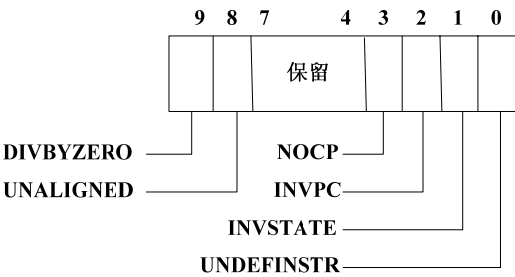 9 8 7 4 3 2 1 0
保留
DIVBYZERO NOCP
UNALIGNED INVPC
INVSTATE
UNDEFINSTR